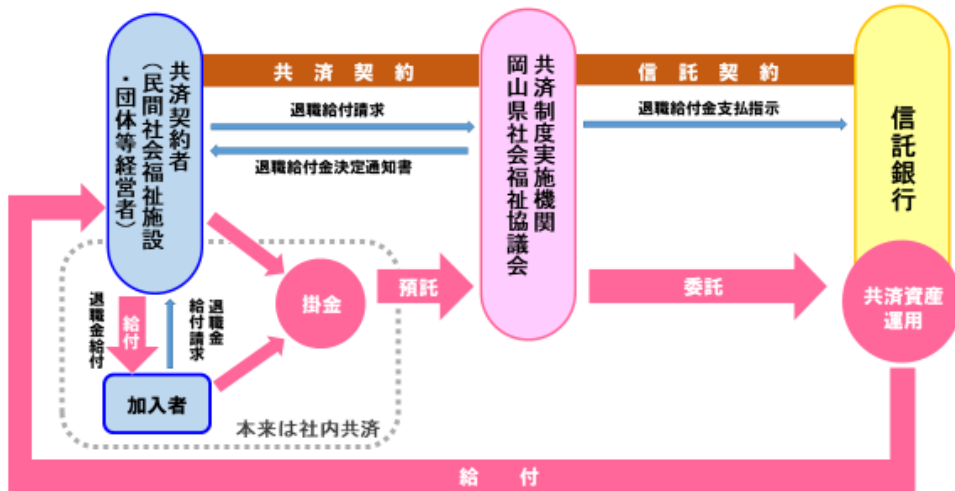 共済契約者
（民間社会福祉施設
・団体等経営者）
共済契約
退職給付請求
退職給付金決定通知書
共済制度実施機関
岡山県社会福祉協議会
信託契約
退職給付金支払指示
信託銀行
掛金
預託
委託
共済資産
運用
給付
退職金給付
退職金
給付請求
加入者
本来は社内共済
給付